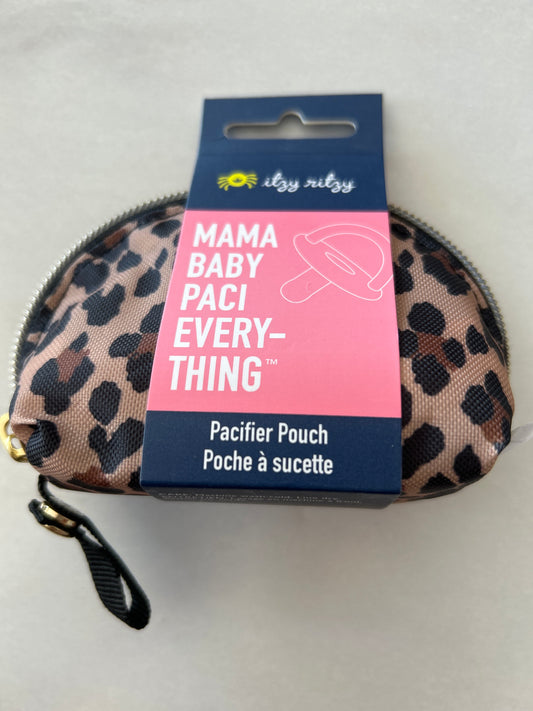 itzy ritzy
MAMA
BABY
PACI
EVERY-
THING™
Pacifier Pouch
Poche à sucette